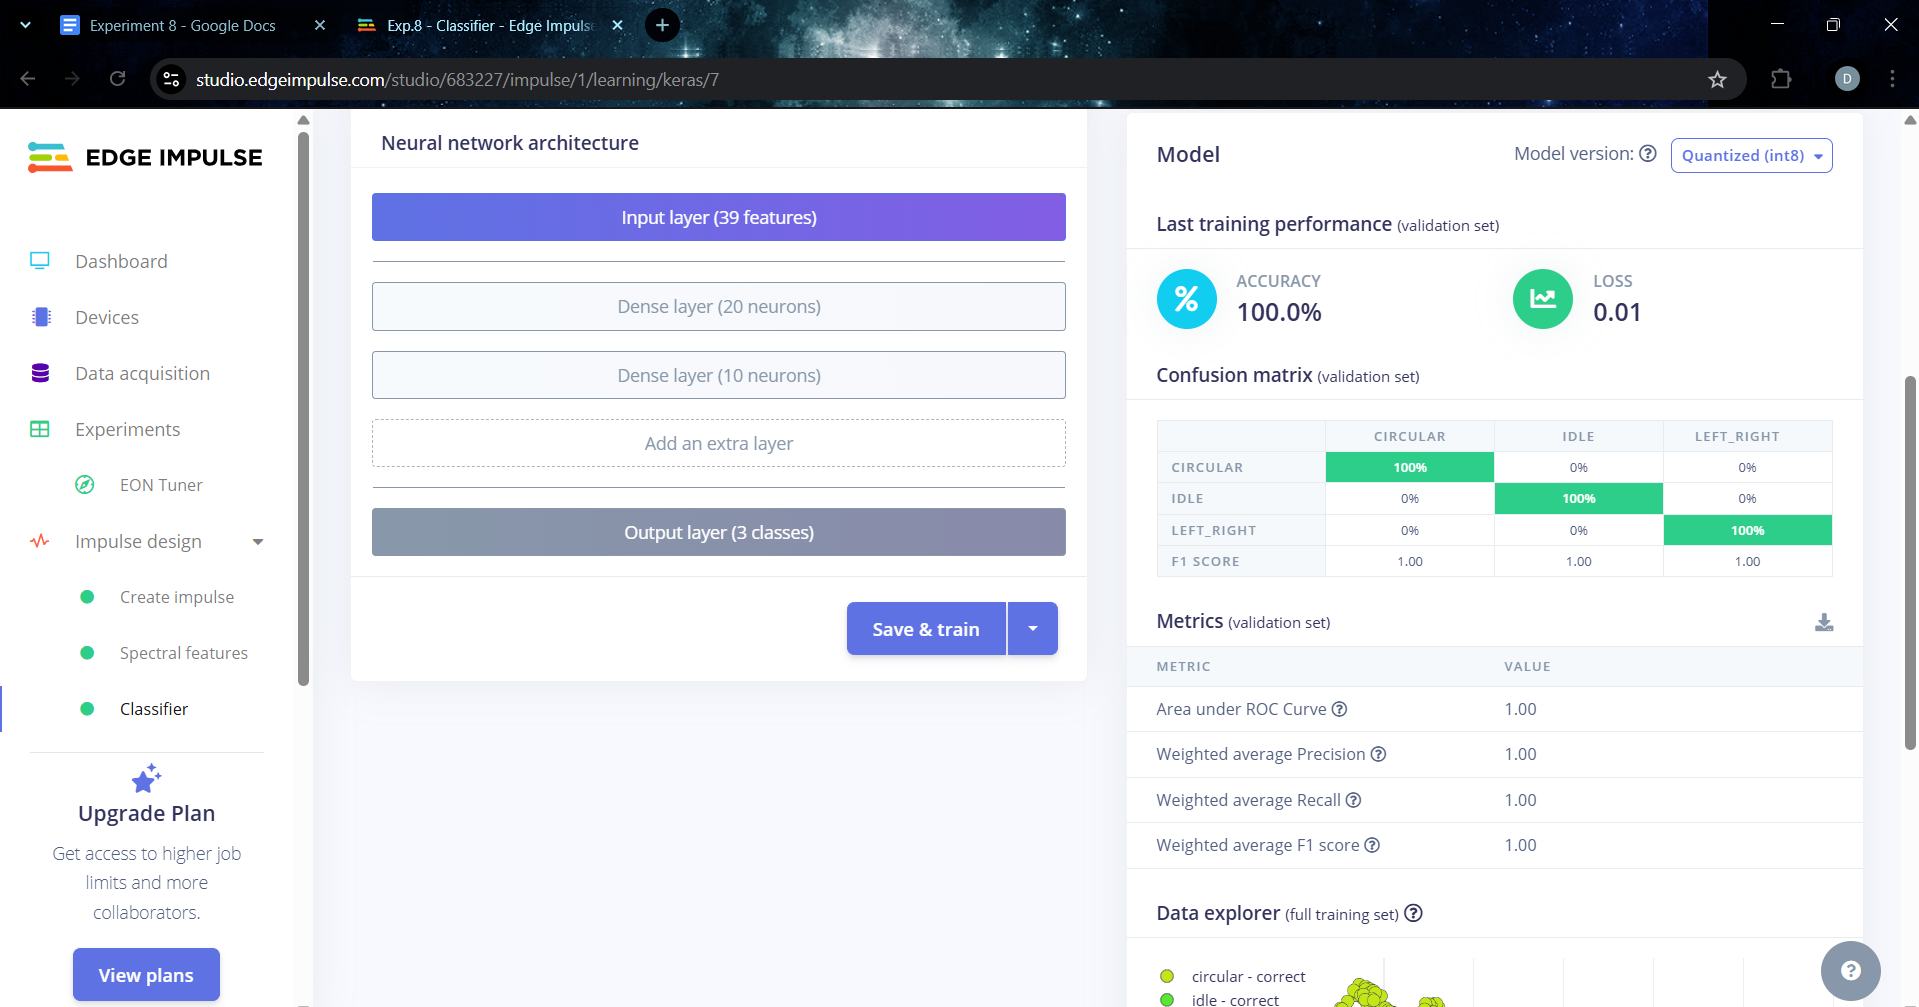 Experiment 8 - Google Docs
Exp.8 - Classifier - Edge Impulse
studio.edgeimpulse.com/studio/683227/impulse/1/learning/keras/7
D
EDGE IMPULSE
Dashboard
Devices
Data acquisition
Experiments
EON Tuner
Impulse design
Create impulse
Spectral features
Classifier
Upgrade Plan
Get access to higher job
limits and more
collaborators.
View plans
Neural network architecture
Input layer (39 features)
Dense layer (20 neurons)
Dense layer (10 neurons)
Add an extra layer
Output layer (3 classes)
Save & train
Model
Model version: ? Quantized (int8)
Last training performance (validation set)
% ACCURACY
100.0%
LOSS
0.01
Confusion matrix (validation set)
CIRCULAR IDLE LEFT_RIGHT
CIRCULAR 100% 0% 0%
IDLE 0% 100% 0%
LEFT_RIGHT 0% 0% 100%
F1 SCORE 1.00 1.00 1.00
Metrics (validation set)
METRIC VALUE
Area under ROC Curve ? 1.00
Weighted average Precision ? 1.00
Weighted average Recall ? 1.00
Weighted average F1 score ? 1.00
Data explorer (full training set) ?
circular - correct
idle - correct
?